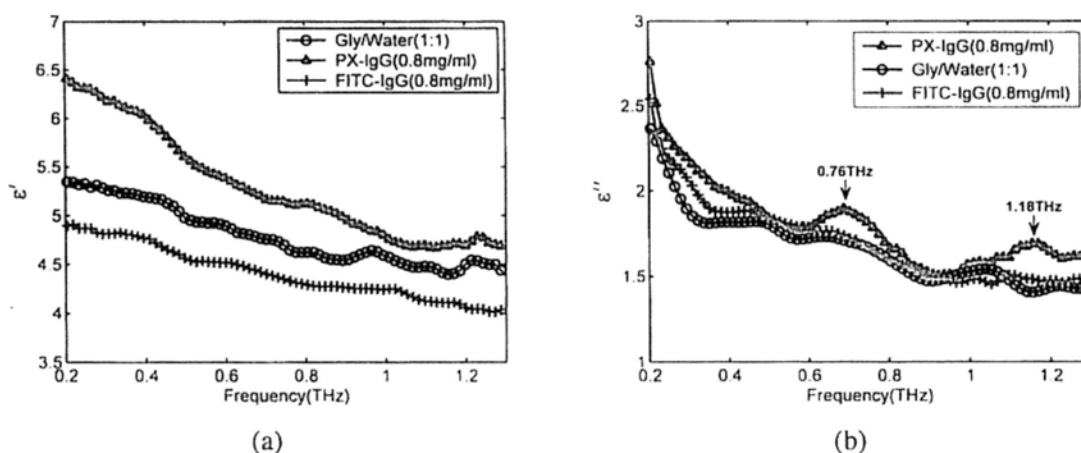 7
6.5
6
5.5
5
4.5
4
3.5
ε′
0.2 0.4 0.6 0.8 1 1.2
Frequency(THz)
Gly/Water(1:1)
PX-IgG(0.8mg/ml)
FITC-IgG(0.8mg/ml)
(a)
3
2.5
2
1.5
1
ε″
0.2 0.4 0.6 0.8 1 1.2
Frequency(THz)
PX-IgG(0.8mg/ml)
Gly/Water(1:1)
FITC-IgG(0.8mg/ml)
0.76THz
1.18THz
(b)